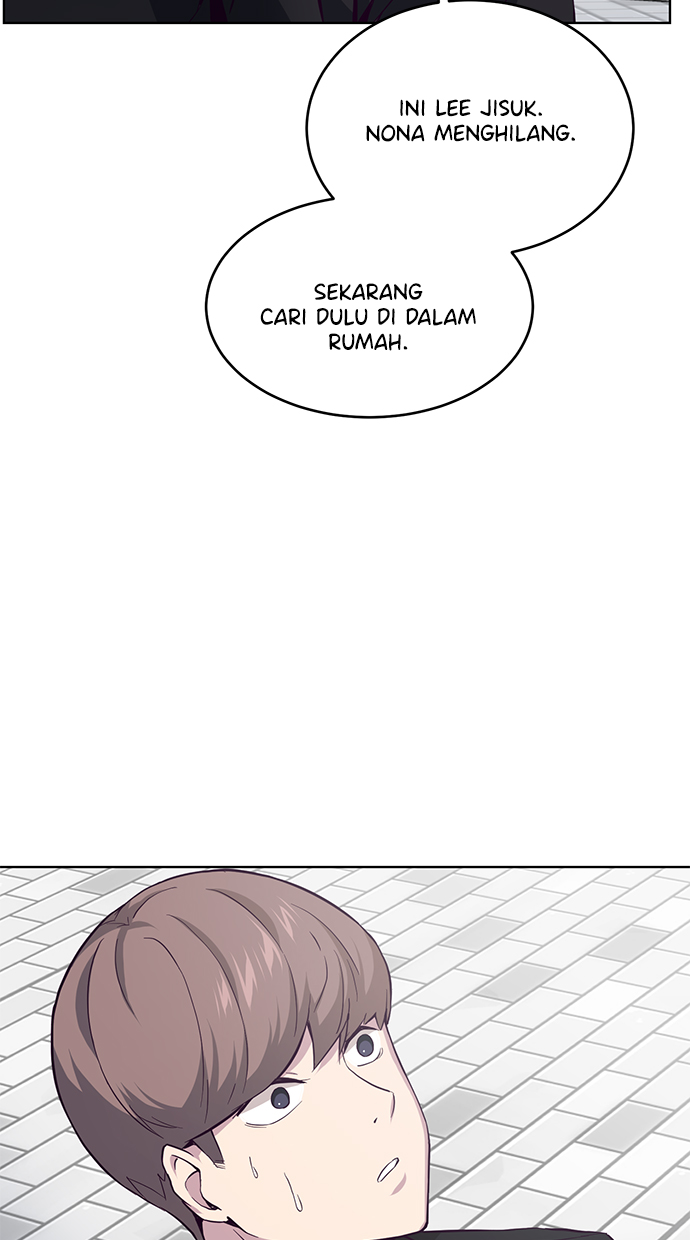 INI LEE JISUK.
NONA MENGHILANG.
SEKARANG
CARI DULU DI DALAM
RUMAH.